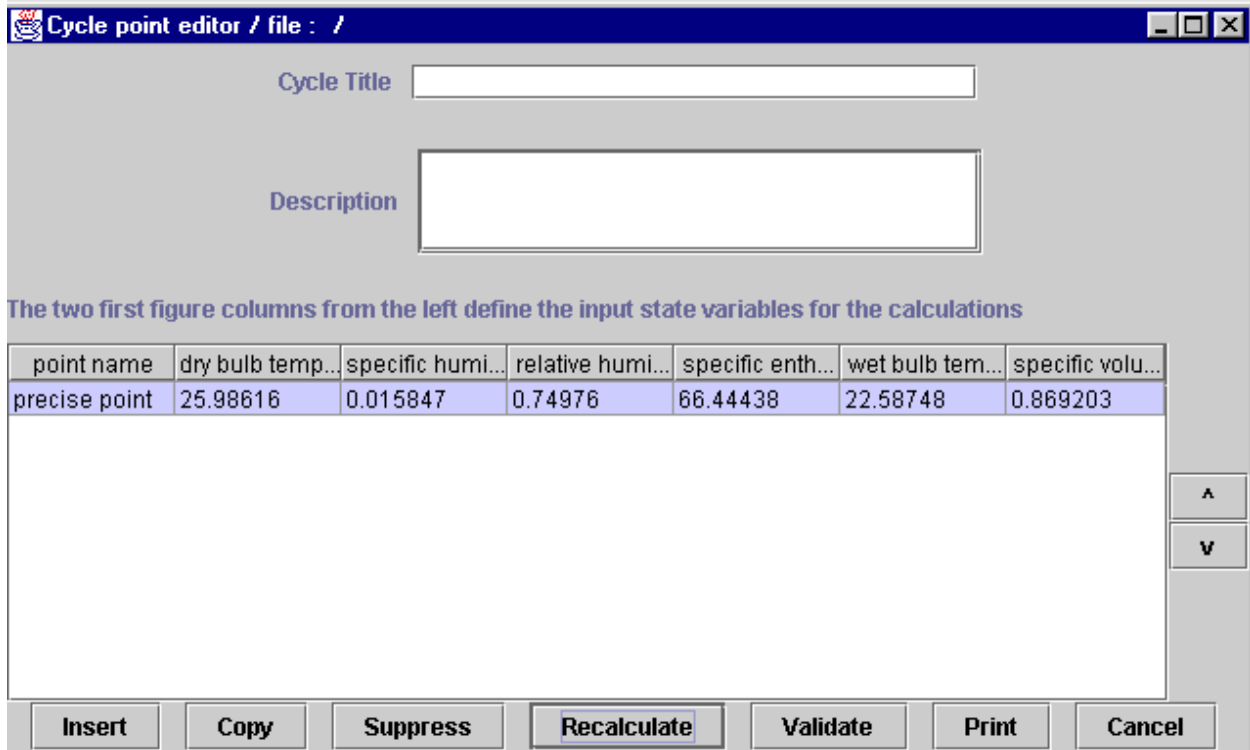 Cycle point editor / file : /
Cycle Title
Description
The two first figure columns from the left define the input state variables for the calculations
point name dry bulb temp... specific humi... relative humi... specific enth... wet bulb tem... specific volu...
precise point 25.98616 0.015847 0.74976 66.44438 22.58748 0.869203
^
v
Insert Copy Suppress Recalculate Validate Print Cancel